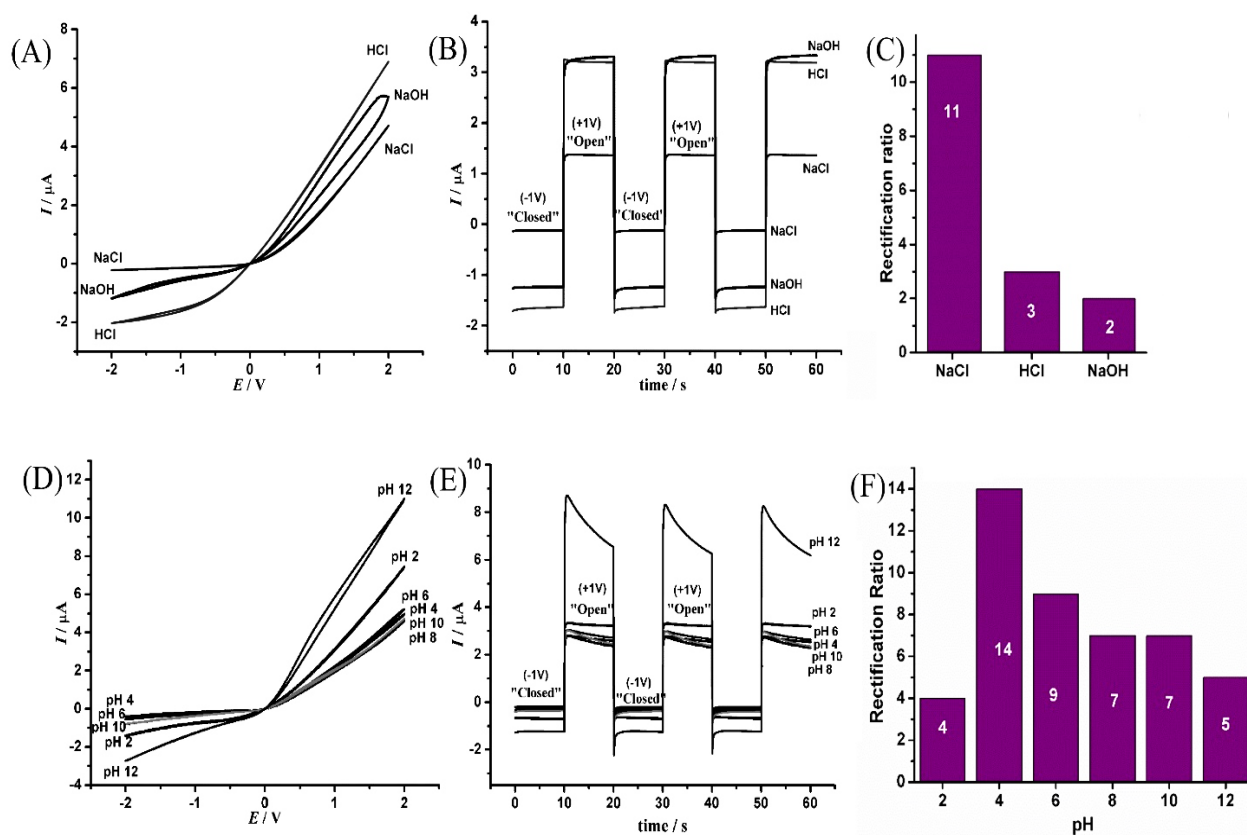 (A)
I / μA
8
6
4
2
0
-2
-2
-1
0
1
2
E / V
HCl
NaOH
NaCl
NaCl
NaOH
HCl
(B)
I / μA
4
3
2
1
0
-1
-2
0
10
20
30
40
50
60
time / s
(-1V)
"Closed"
(+1V)
"Open"
(-1V)
"Closed'
(+1V)
"Open"
NaOH
HCl
NaCl
NaCl
NaOH
HCl
(C)
Rectification ratio
10
8
6
4
2
0
11
3
2
NaCl
HCl
NaOH
(D)
I / μA
12
11
10
8
6
4
2
0
-2
-4
-2
-1
0
1
2
E / V
pH 12
pH 2
pH 6
pH 4
pH 10
pH 8
pH 4
pH 6
pH 10
pH 2
pH 12
(E)
I / μA
10
8
6
4
2
0
-2
0
10
20
30
40
50
60
time / s
(-1V)
"Closed"
(+1V)
"Open"
(-1V)
"Closed"
(+1V)
"Open"
pH 12
pH 2
pH 6
pH 4
pH 10
pH 8
(F)
Rectification Ratio
14
12
10
8
6
4
2
0
4
14
9
7
7
5
2
4
6
8
10
12
pH